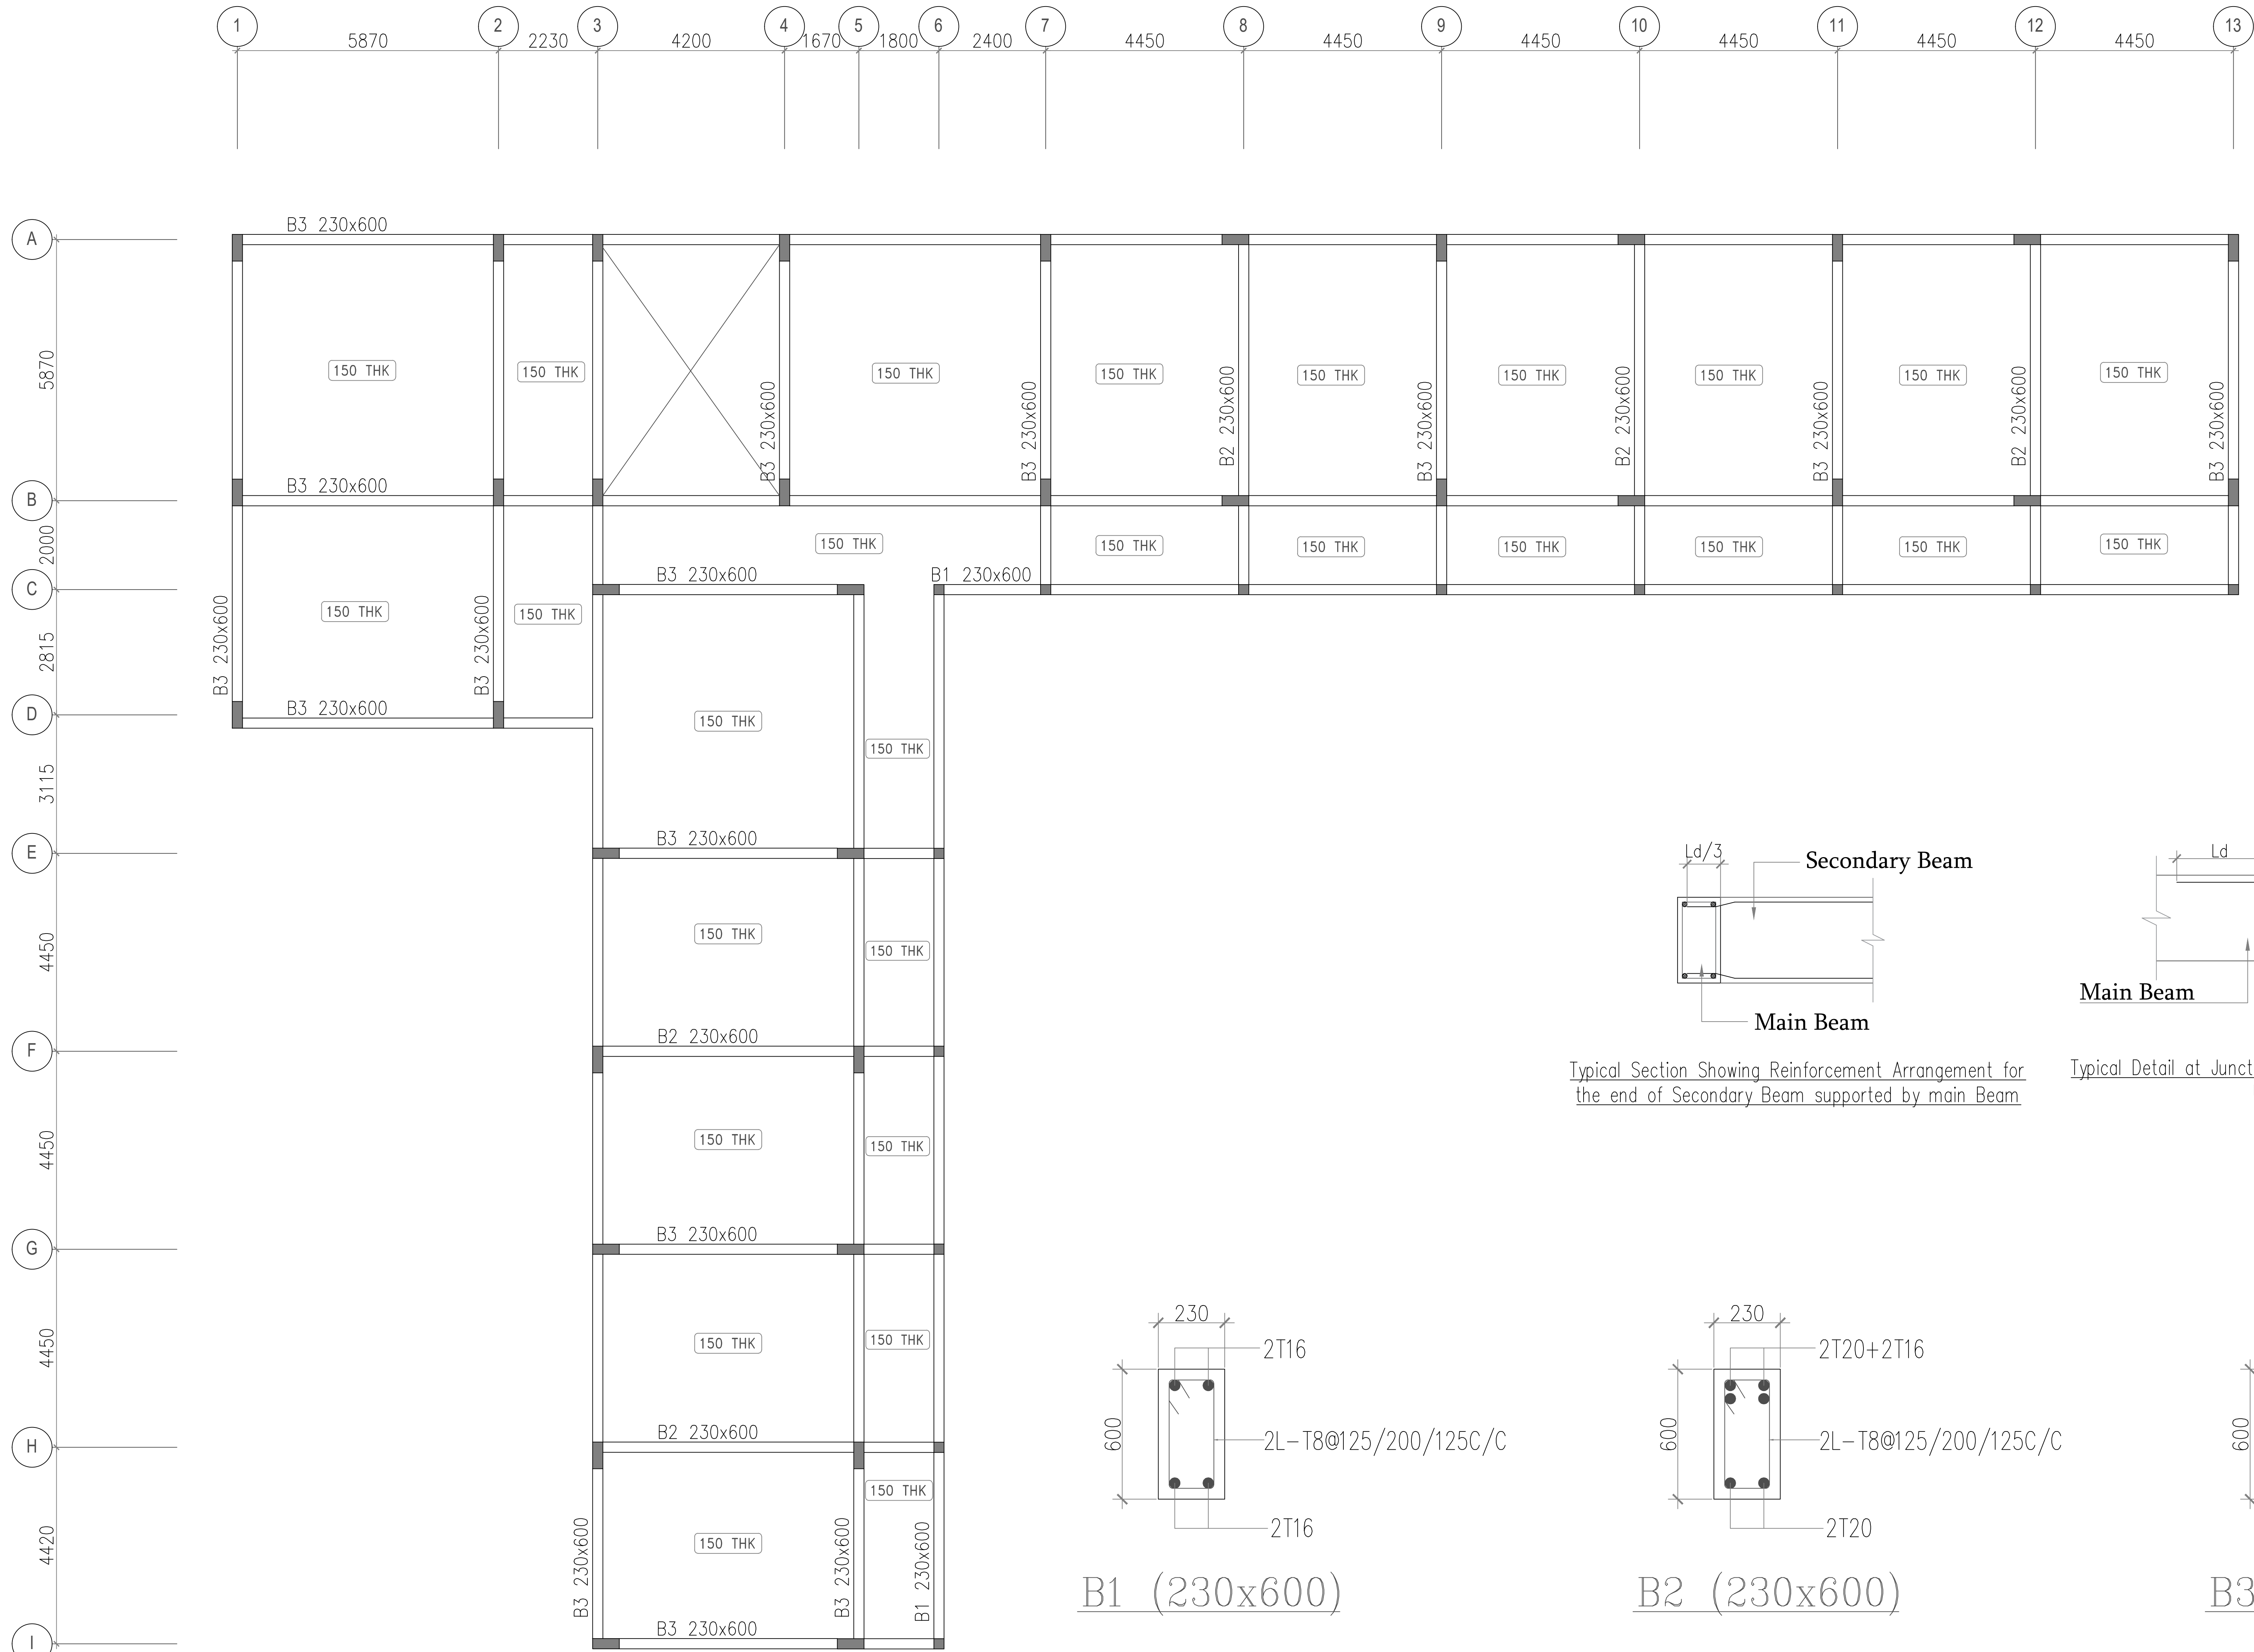 1 2 3 4 5 6 7 8 9 10 11 12 13
5870 2230 4200 1670 1800 2400 4450 4450 4450 4450 4450 4450
A
B3 230x600
5870
150 THK 150 THK 150 THK 150 THK 150 THK 150 THK 150 THK 150 THK 150 THK
B3 230x600
B3 230x600
B2 230x600
B3 230x600
B2 230x600
B3 230x600
B2 230x600
B3 230x600
B
B3 230x600
2000
150 THK 150 THK 150 THK 150 THK 150 THK 150 THK 150 THK
C
B3 230x600 B1 230x600
2815
150 THK 150 THK
B3 230x600
B3 230x600
D
B3 230x600
150 THK
150 THK
3115
E
B3 230x600
Ld/3
Secondary Beam
Ld
4450
150 THK
150 THK
Main Beam
Main Beam
F
B2 230x600
Typical Section Showing Reinforcement Arrangement for
the end of Secondary Beam supported by main Beam
Typical Detail at Junct
4450
150 THK
150 THK
G
B3 230x600
4450
150 THK
150 THK
H
B2 230x600
150 THK
4420
150 THK
B3 230x600
B3 230x600
B1 230x600
B3 230x600
I
230
2T16
600
2L-T8@125/200/125C/C
2T16
B1 (230x600)
230
2T20+2T16
600
2L-T8@125/200/125C/C
2T20
B2 (230x600)
600
B3